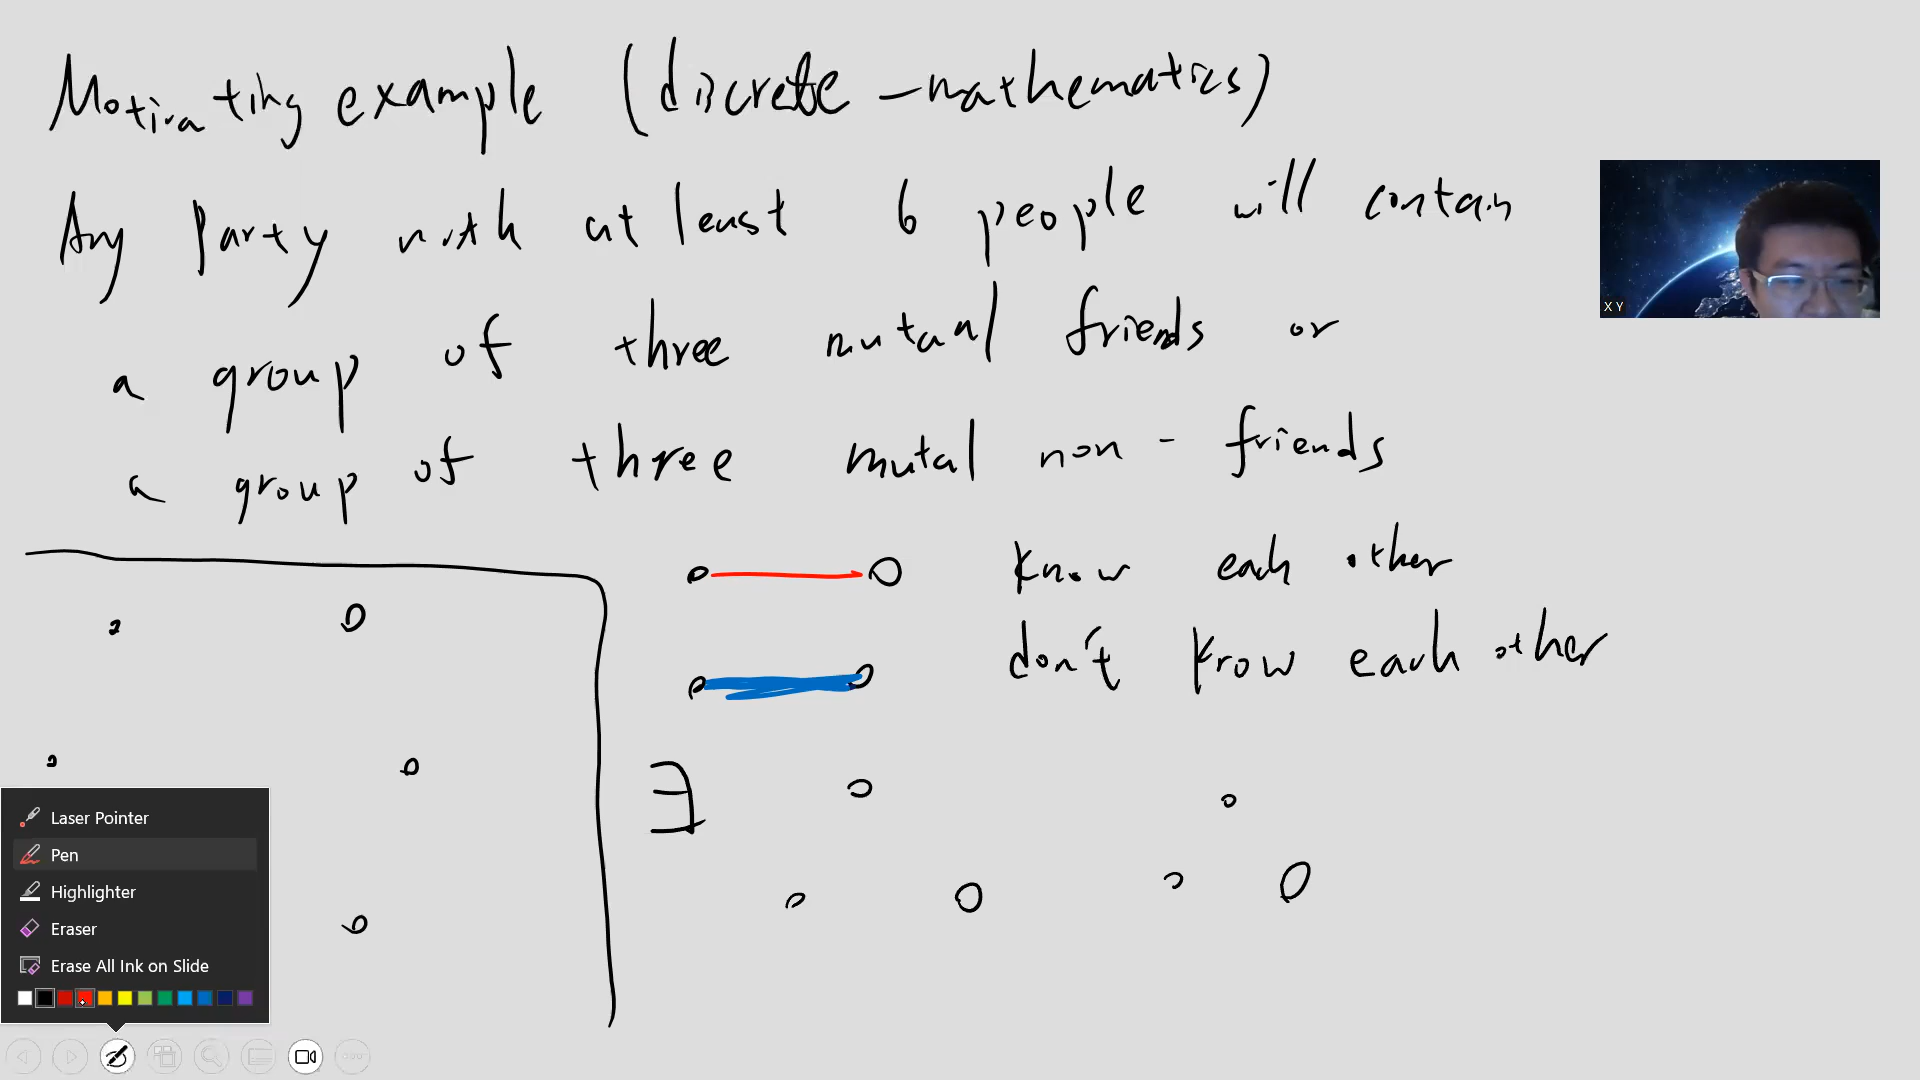 Motivating example (discrete-mathematics)
Any Party with at least 6 people will contain
X Y
a group of three mutual friends or
a group of three mutal non-friends
know each other
don't know each other
∃
Laser Pointer
Pen
Highlighter
Eraser
Erase All Ink on Slide